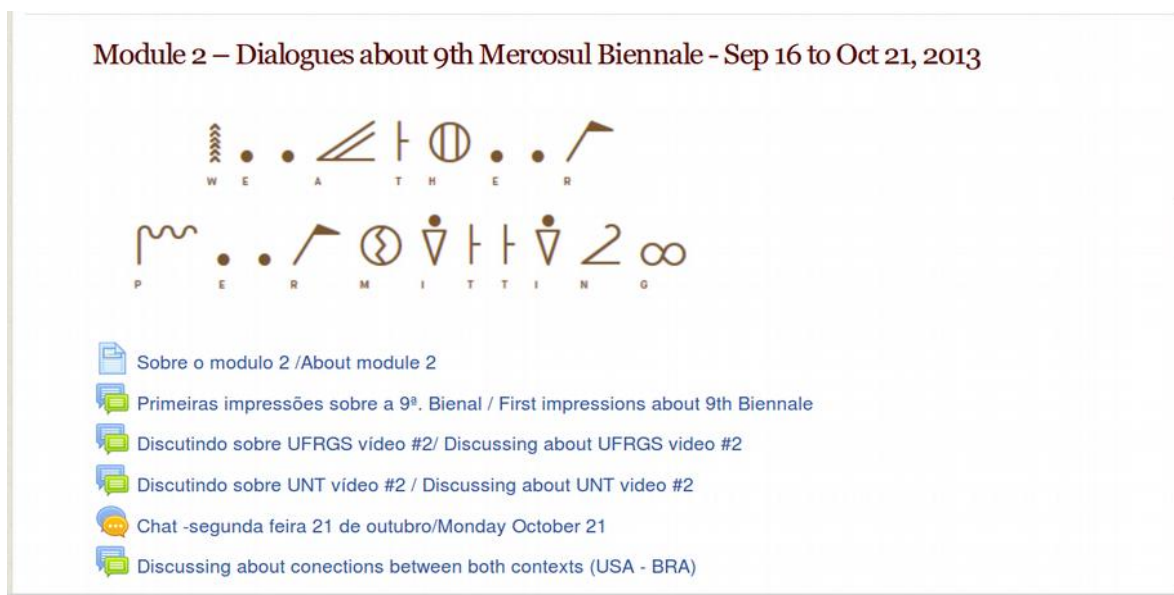 Module 2 – Dialogues about 9th Mercosul Biennale - Sep 16 to Oct 21, 2013
W E A T H E R
P E R M I T T I N G
Sobre o modulo 2 /About module 2
Primeiras impressões sobre a 9ª. Bienal / First impressions about 9th Biennale
Discutindo sobre UFRGS vídeo #2/ Discussing about UFRGS video #2
Discutindo sobre UNT vídeo #2 / Discussing about UNT video #2
Chat -segunda feira 21 de outubro/Monday October 21
Discussing about conections between both contexts (USA - BRA)